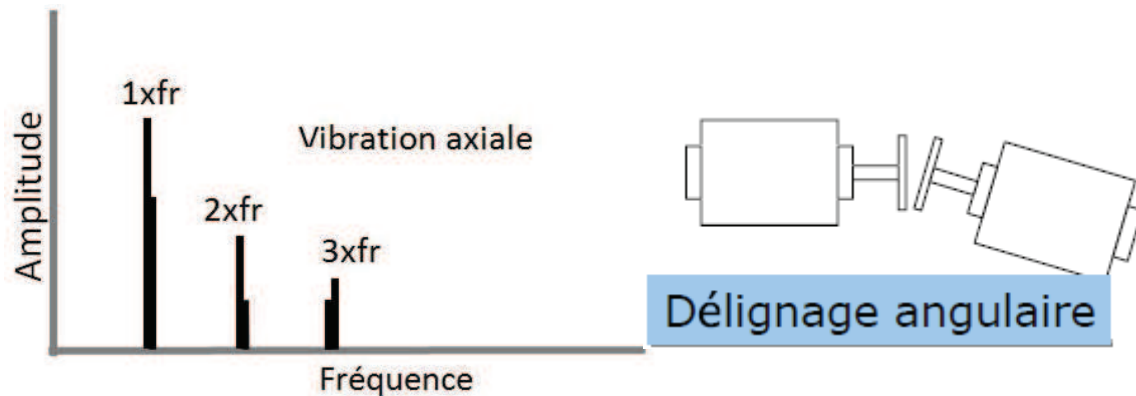 1xfr
Vibration axiale
2xfr
3xfr
Amplitude
Fréquence
Délignage angulaire